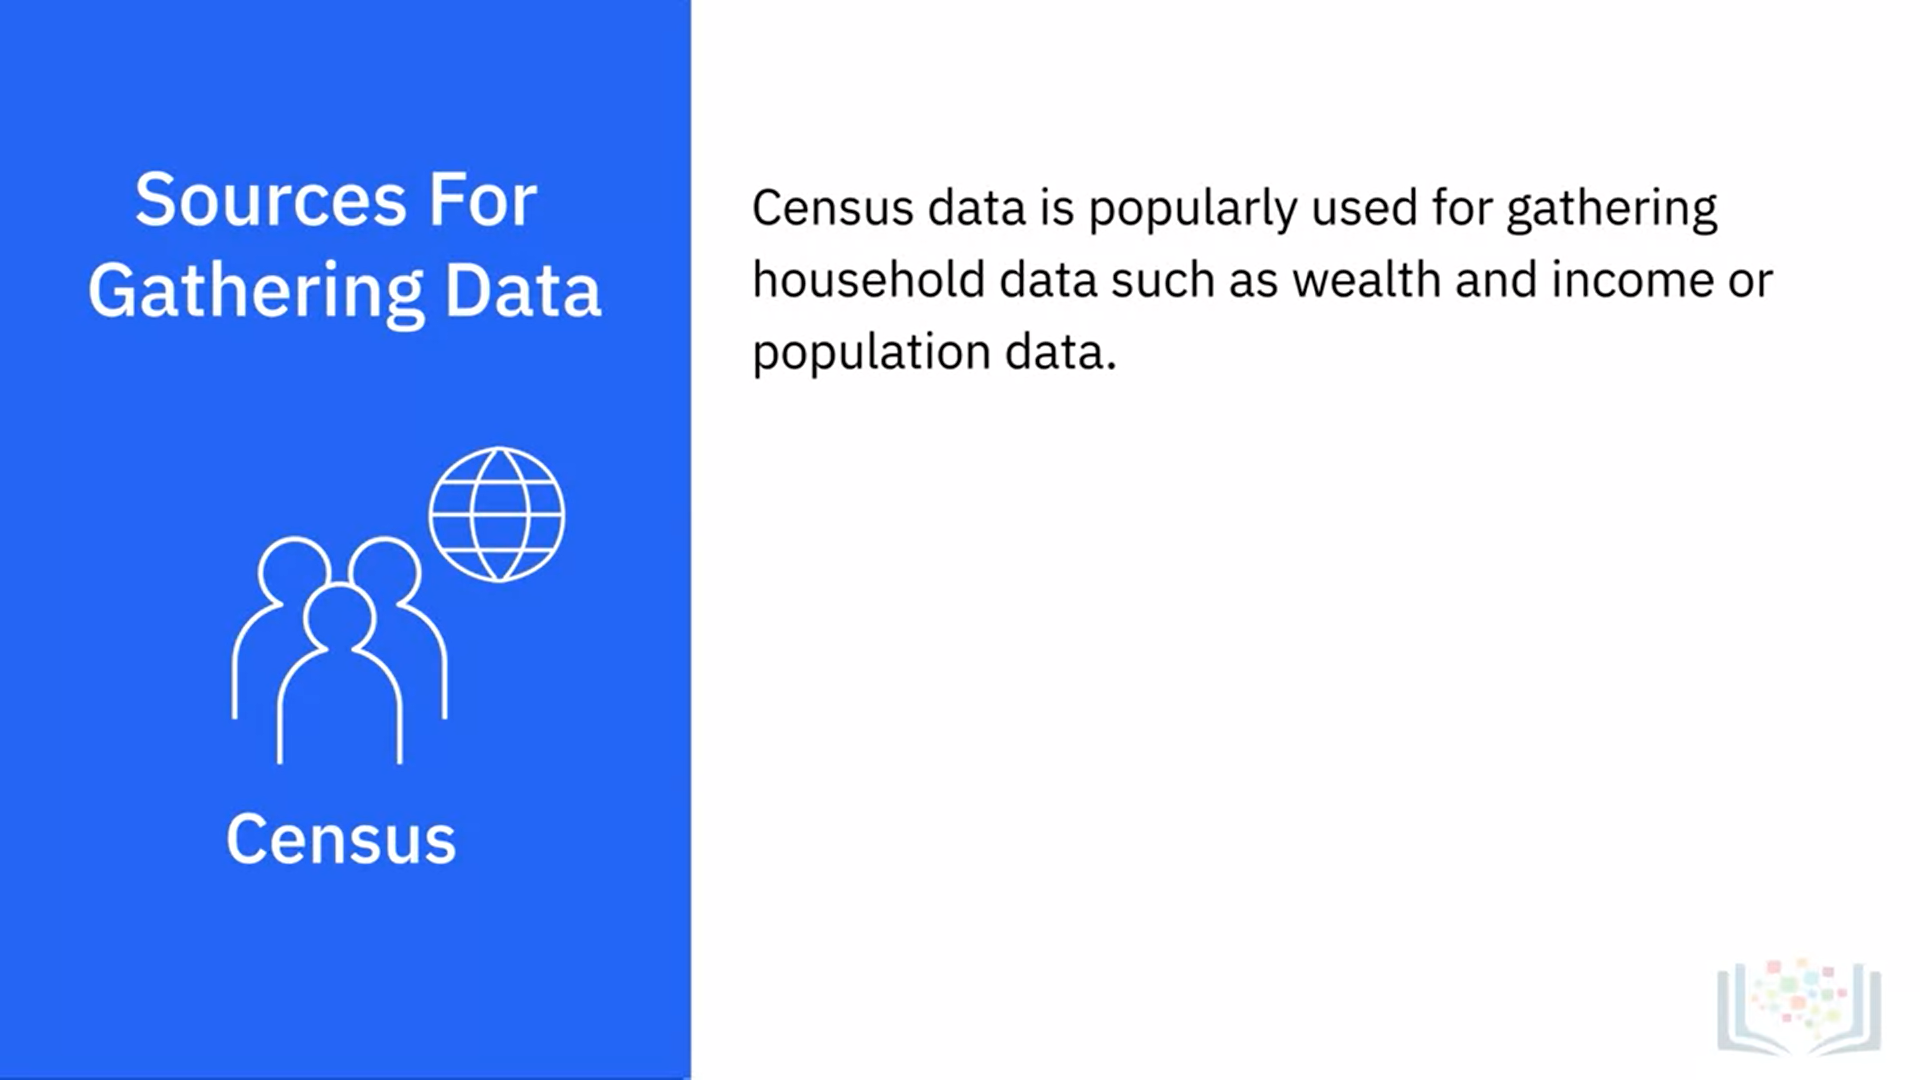 Sources For
Gathering Data
Census
Census data is popularly used for gathering
household data such as wealth and income or
population data.